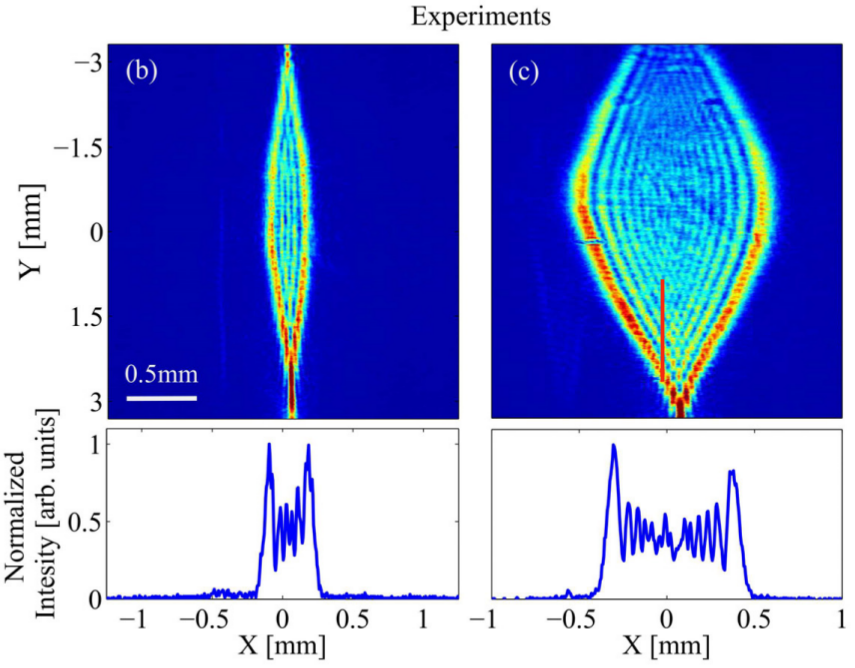 Experiments
(b)
(c)
Y [mm]
−3
−1.5
0
1.5
3
0.5mm
Normalized
Intesity [arb. units]
1
0.5
0
−1 −0.5 0 0.5 1
X [mm]
−1 −0.5 0 0.5 1
X [mm]